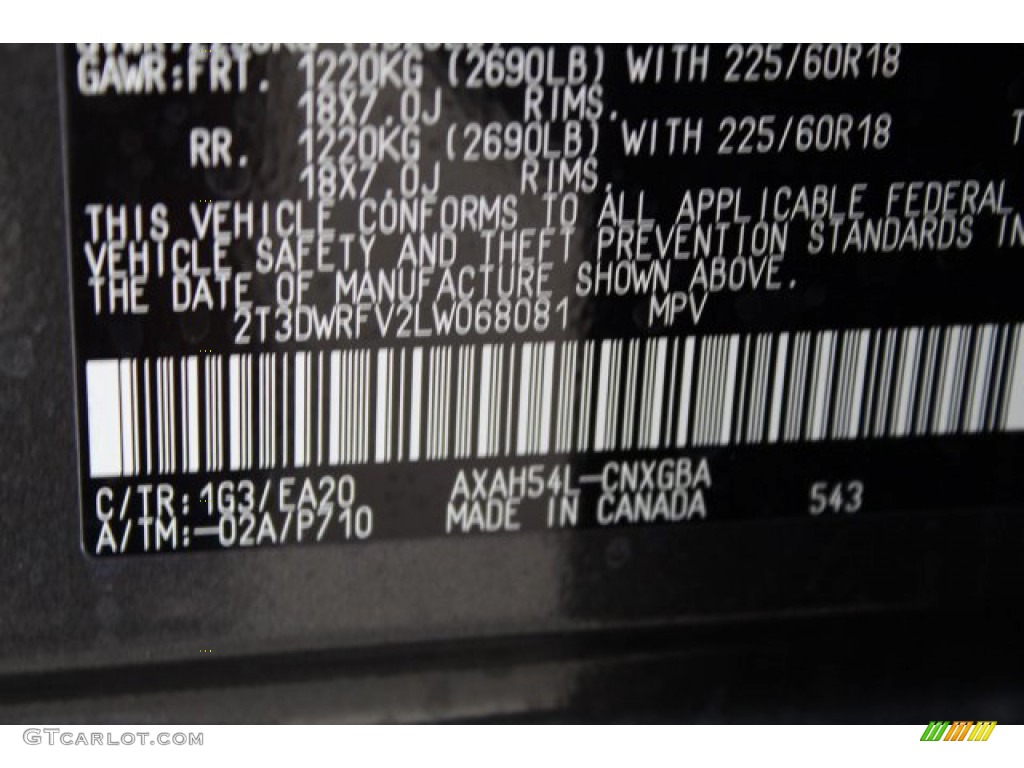 GAWR:FRT. 1220KG (2690LB) WITH 225/60R18
18X7.0J RIMS.
RR. 1220KG (2690LB) WITH 225/60R18 T
18X7.0J RIMS.
THIS VEHICLE CONFORMS TO ALL APPLICABLE FEDERAL
VEHICLE SAFETY AND THEFT PREVENTION STANDARDS IN
THE DATE OF MANUFACTURE SHOWN ABOVE.
2T3DWRFV2LW068081 MPV
C/TR:1G3/EA20 AXAH54L-CNXGBA 543
A/TM:-02A/P710 MADE IN CANADA
GTCARLOT.COM